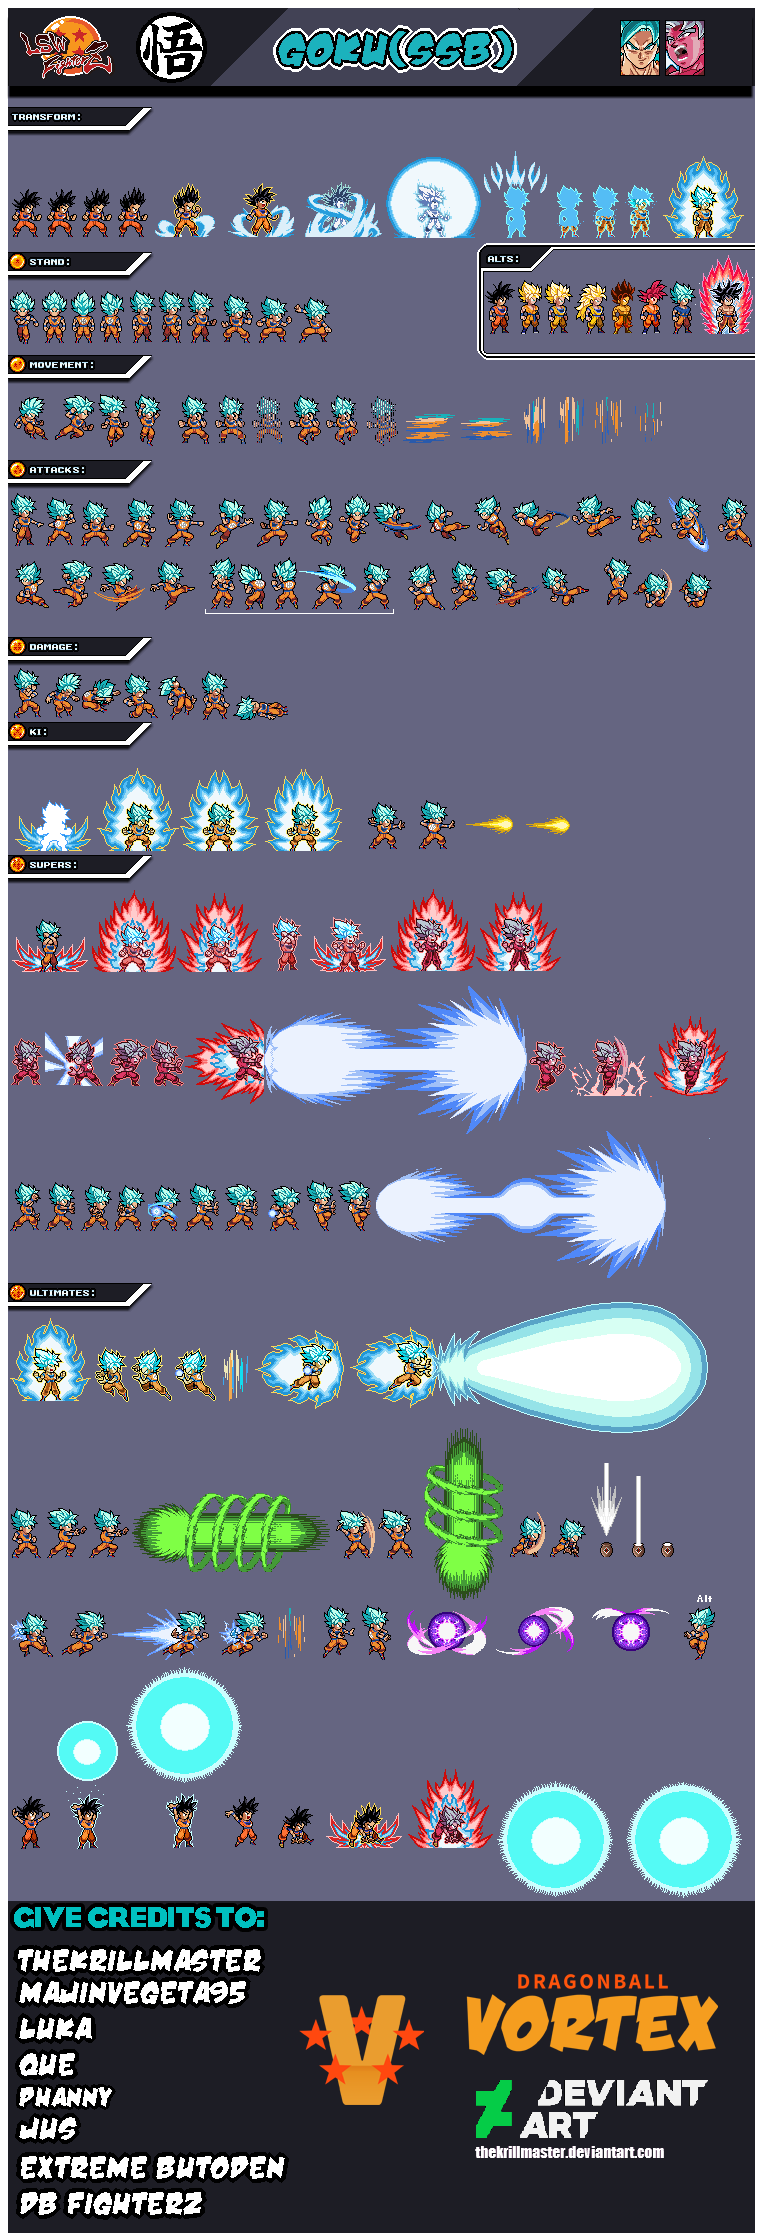 LSW
FighterZ
悟
GOKU(SSB)
TRANSFORM:
STAND:
ALTS:
MOVEMENT:
ATTACKS:
DAMAGE:
KI:
SUPERS:
ULTIMATES:
Alt
GIVE CREDITS TO:
THEKRILLMASTER
MAJINVEGETA95
LUKA
QUE
PHANNY
JUS
EXTREME BUTODEN
DB FIGHTERZ
V
DRAGONBALL
VORTEX
DEVIANT
ART
thekrillmaster.deviantart.com